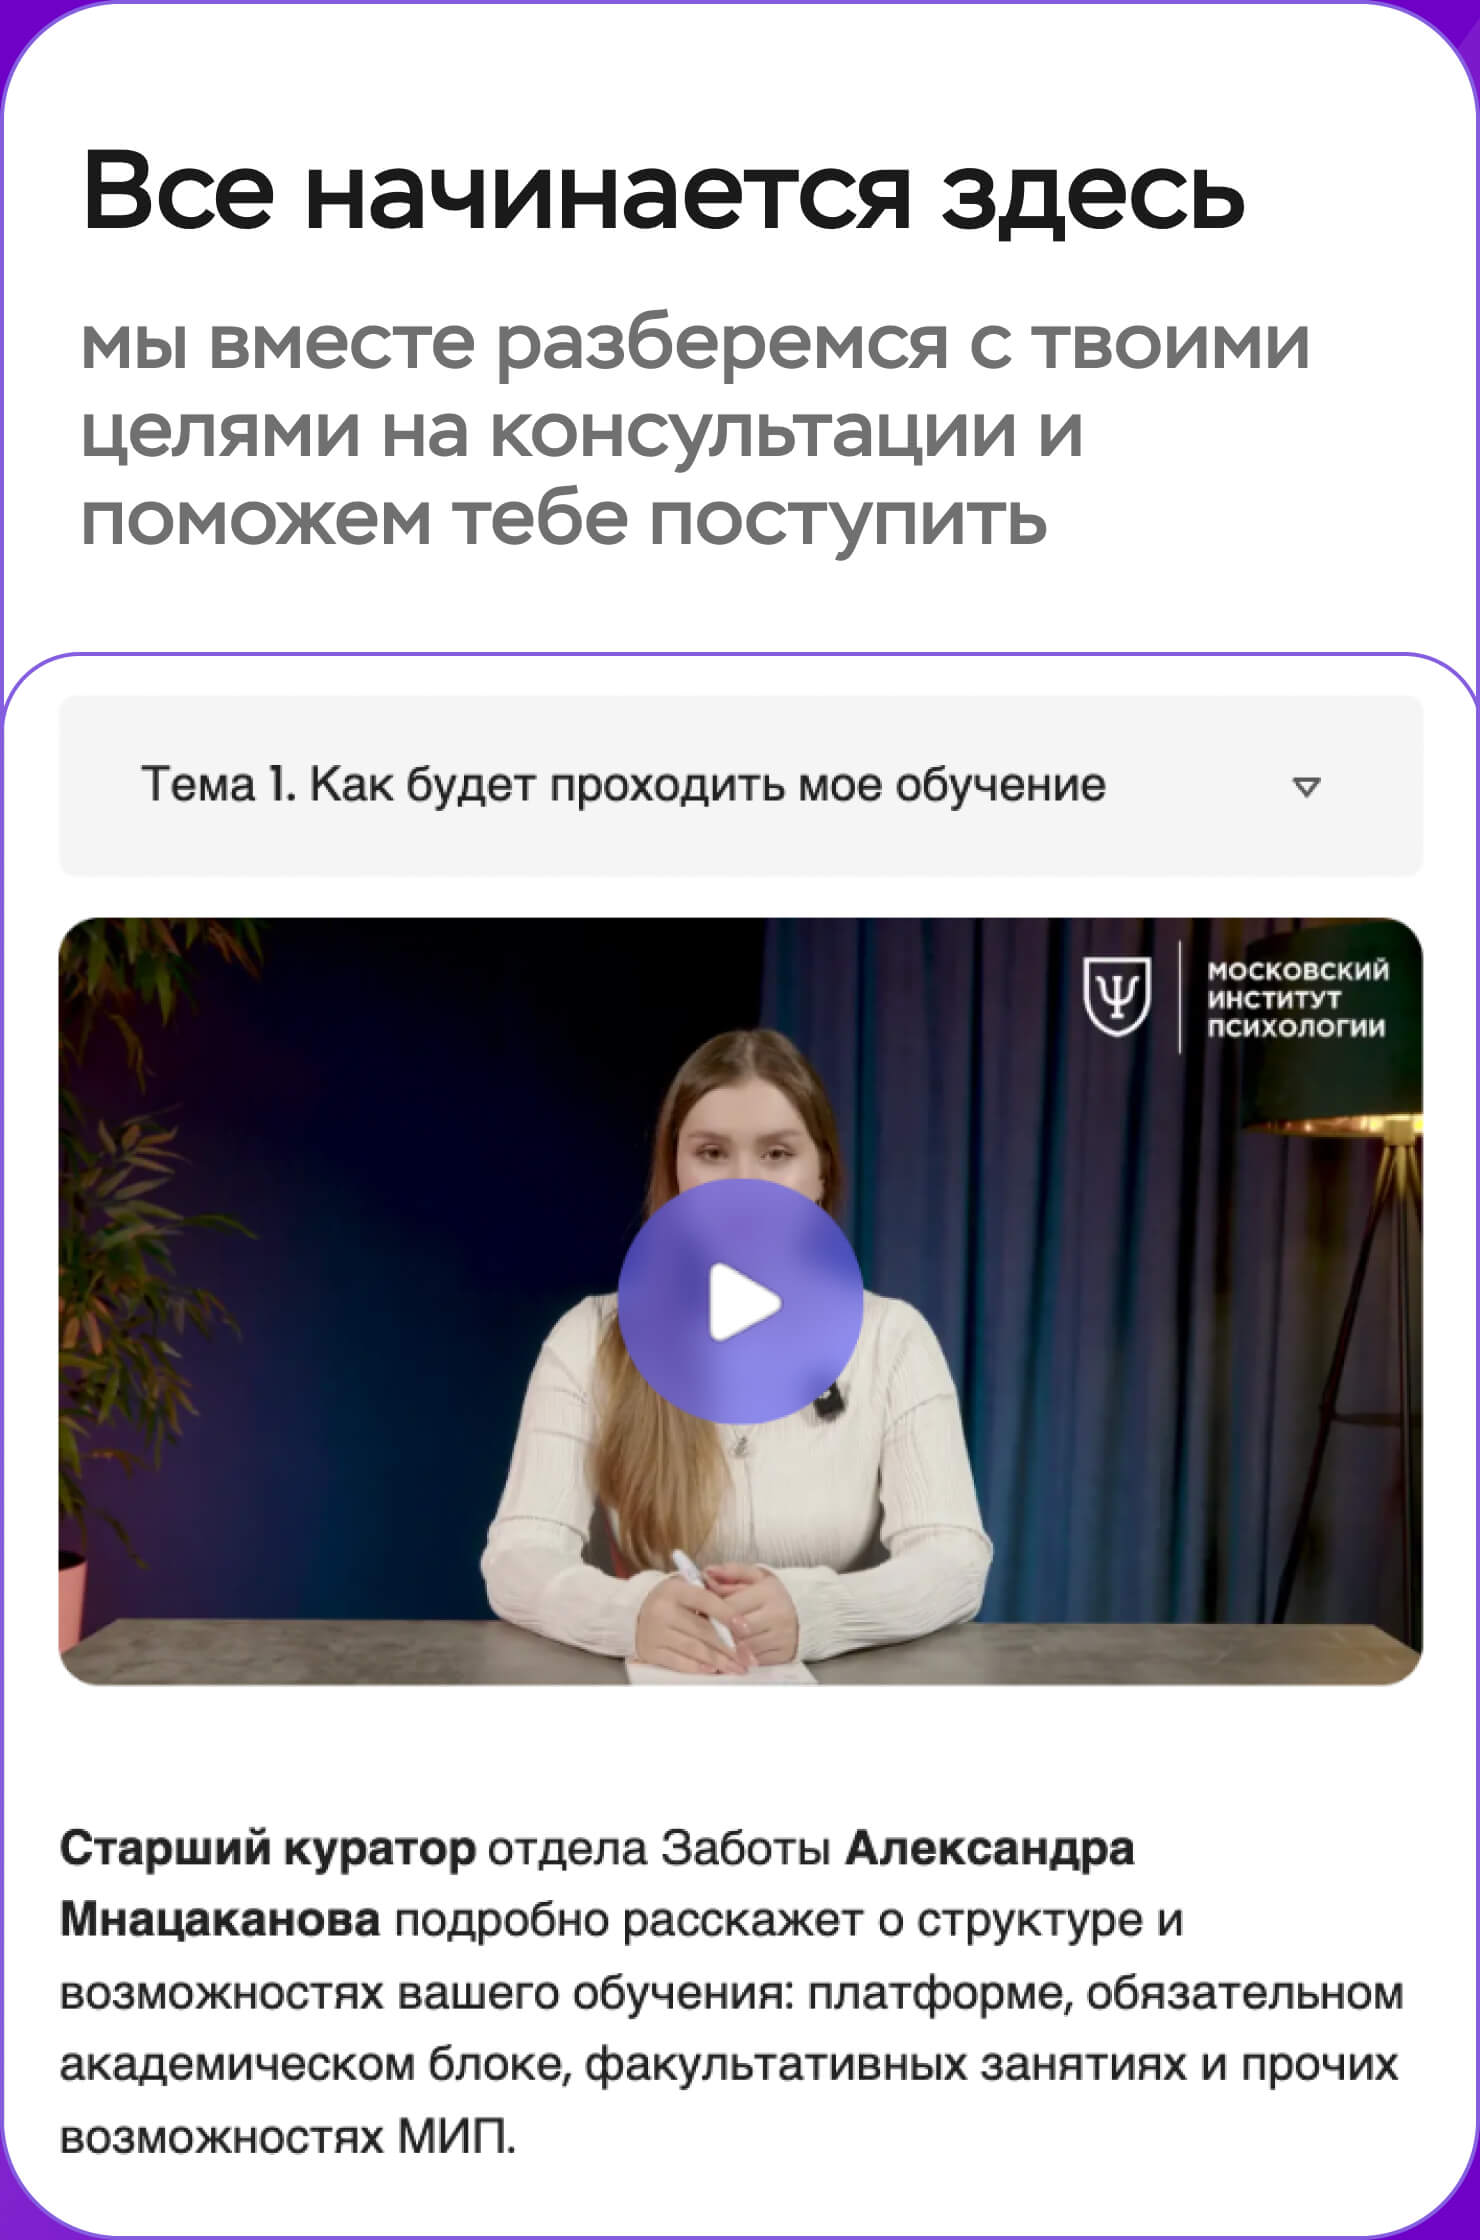 Все начинается здесь
мы вместе разберемся с твоими
целями на консультации и
поможем тебе поступить
Тема 1. Как будет проходить мое обучение
МОСКОВСКИЙ
ИНСТИТУТ
ПСИХОЛОГИИ
Старший куратор отдела Заботы Александра
Мнацаканова подробно расскажет о структуре и
возможностях вашего обучения: платформе, обязательном
академическом блоке, факультативных занятиях и прочих
возможностях МИП.